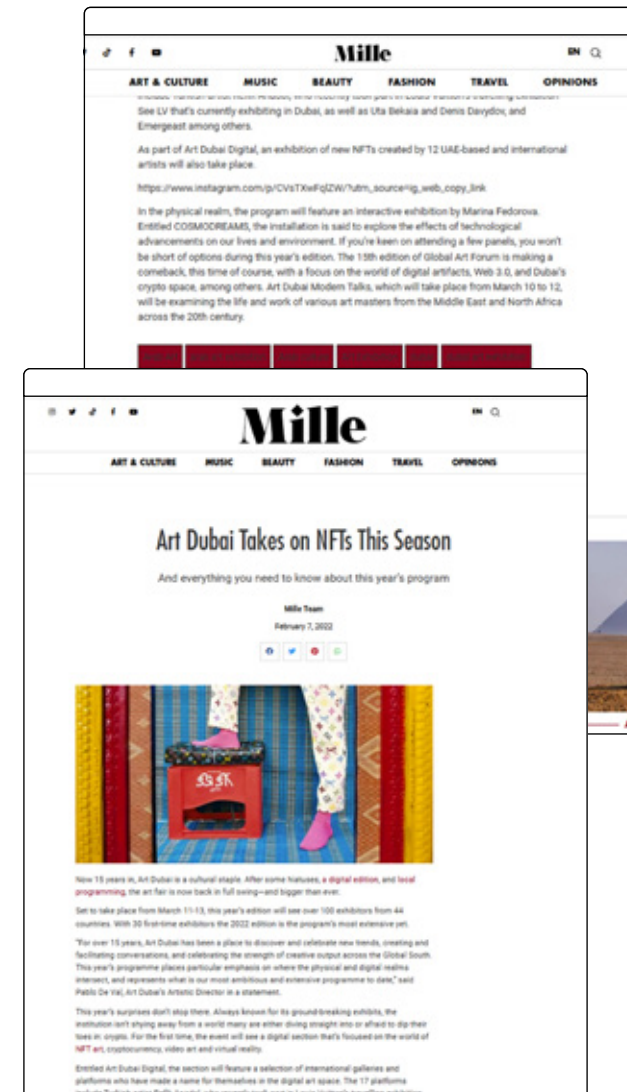 Mille
EN
ART & CULTURE MUSIC BEAUTY FASHION TRAVEL OPINIONS
See LV that's currently exhibiting in Dubai, as well as Uta Bekaia and Denis Davydov, and
Emergeast among others.
As part of Art Dubai Digital, an exhibition of new NFTs created by 12 UAE-based and international
artists will also take place.
https://www.instagram.com/p/CVsTXwFqlZW/?utm_source=ig_web_copy_link
In the physical realm, the program will feature an interactive exhibition by Marina Fedorova.
Entitled COSMODREAMS, the installation is said to explore the effects of technological
advancements on our lives and environment. If you're keen on attending a few panels, you won't
be short of options during this year's edition. The 15th edition of Global Art Forum is making a
comeback, this time of course, with a focus on the world of digital artifacts, Web 3.0, and Dubai's
crypto space, among others. Art Dubai Modern Talks, which will take place from March 10 to 12,
will be examining the life and work of various art masters from the Middle East and North Africa
across the 20th century.
Mille
EN
ART & CULTURE MUSIC BEAUTY FASHION TRAVEL OPINIONS
Art Dubai Takes on NFTs This Season
And everything you need to know about this year's program
Mille Team
February 7, 2022
Now 15 years in, Art Dubai is a cultural staple. After some hiatuses, a digital edition, and local
programming, the art fair is now back in full swing—and bigger than ever.
Set to take place from March 11-13, this year's edition will see over 100 exhibitors from 44
countries. With 30 first-time exhibitors the 2022 edition is the program's most extensive yet.
"For over 15 years, Art Dubai has been a place to discover and celebrate new trends, creating and
facilitating conversations, and celebrating the strength of creative output across the Global South.
This year's programme places particular emphasis on where the physical and digital realms
intersect, and represents what is our most ambitious and extensive programme to date," said
Pablo De Val, Art Dubai's Artistic Director in a statement.
This year's surprises don't stop there. Always known for its ground-breaking exhibits, the
institution isn't shying away from a world many are either diving straight into or afraid to dip their
toes in: crypto. For the first time, the event will see a digital section that's focused on the world of
NFT art, cryptocurrency, video art and virtual reality.
Entitled Art Dubai Digital, the section will feature a selection of international galleries and
platforms who have made a name for themselves in the digital art space. The 17 platforms